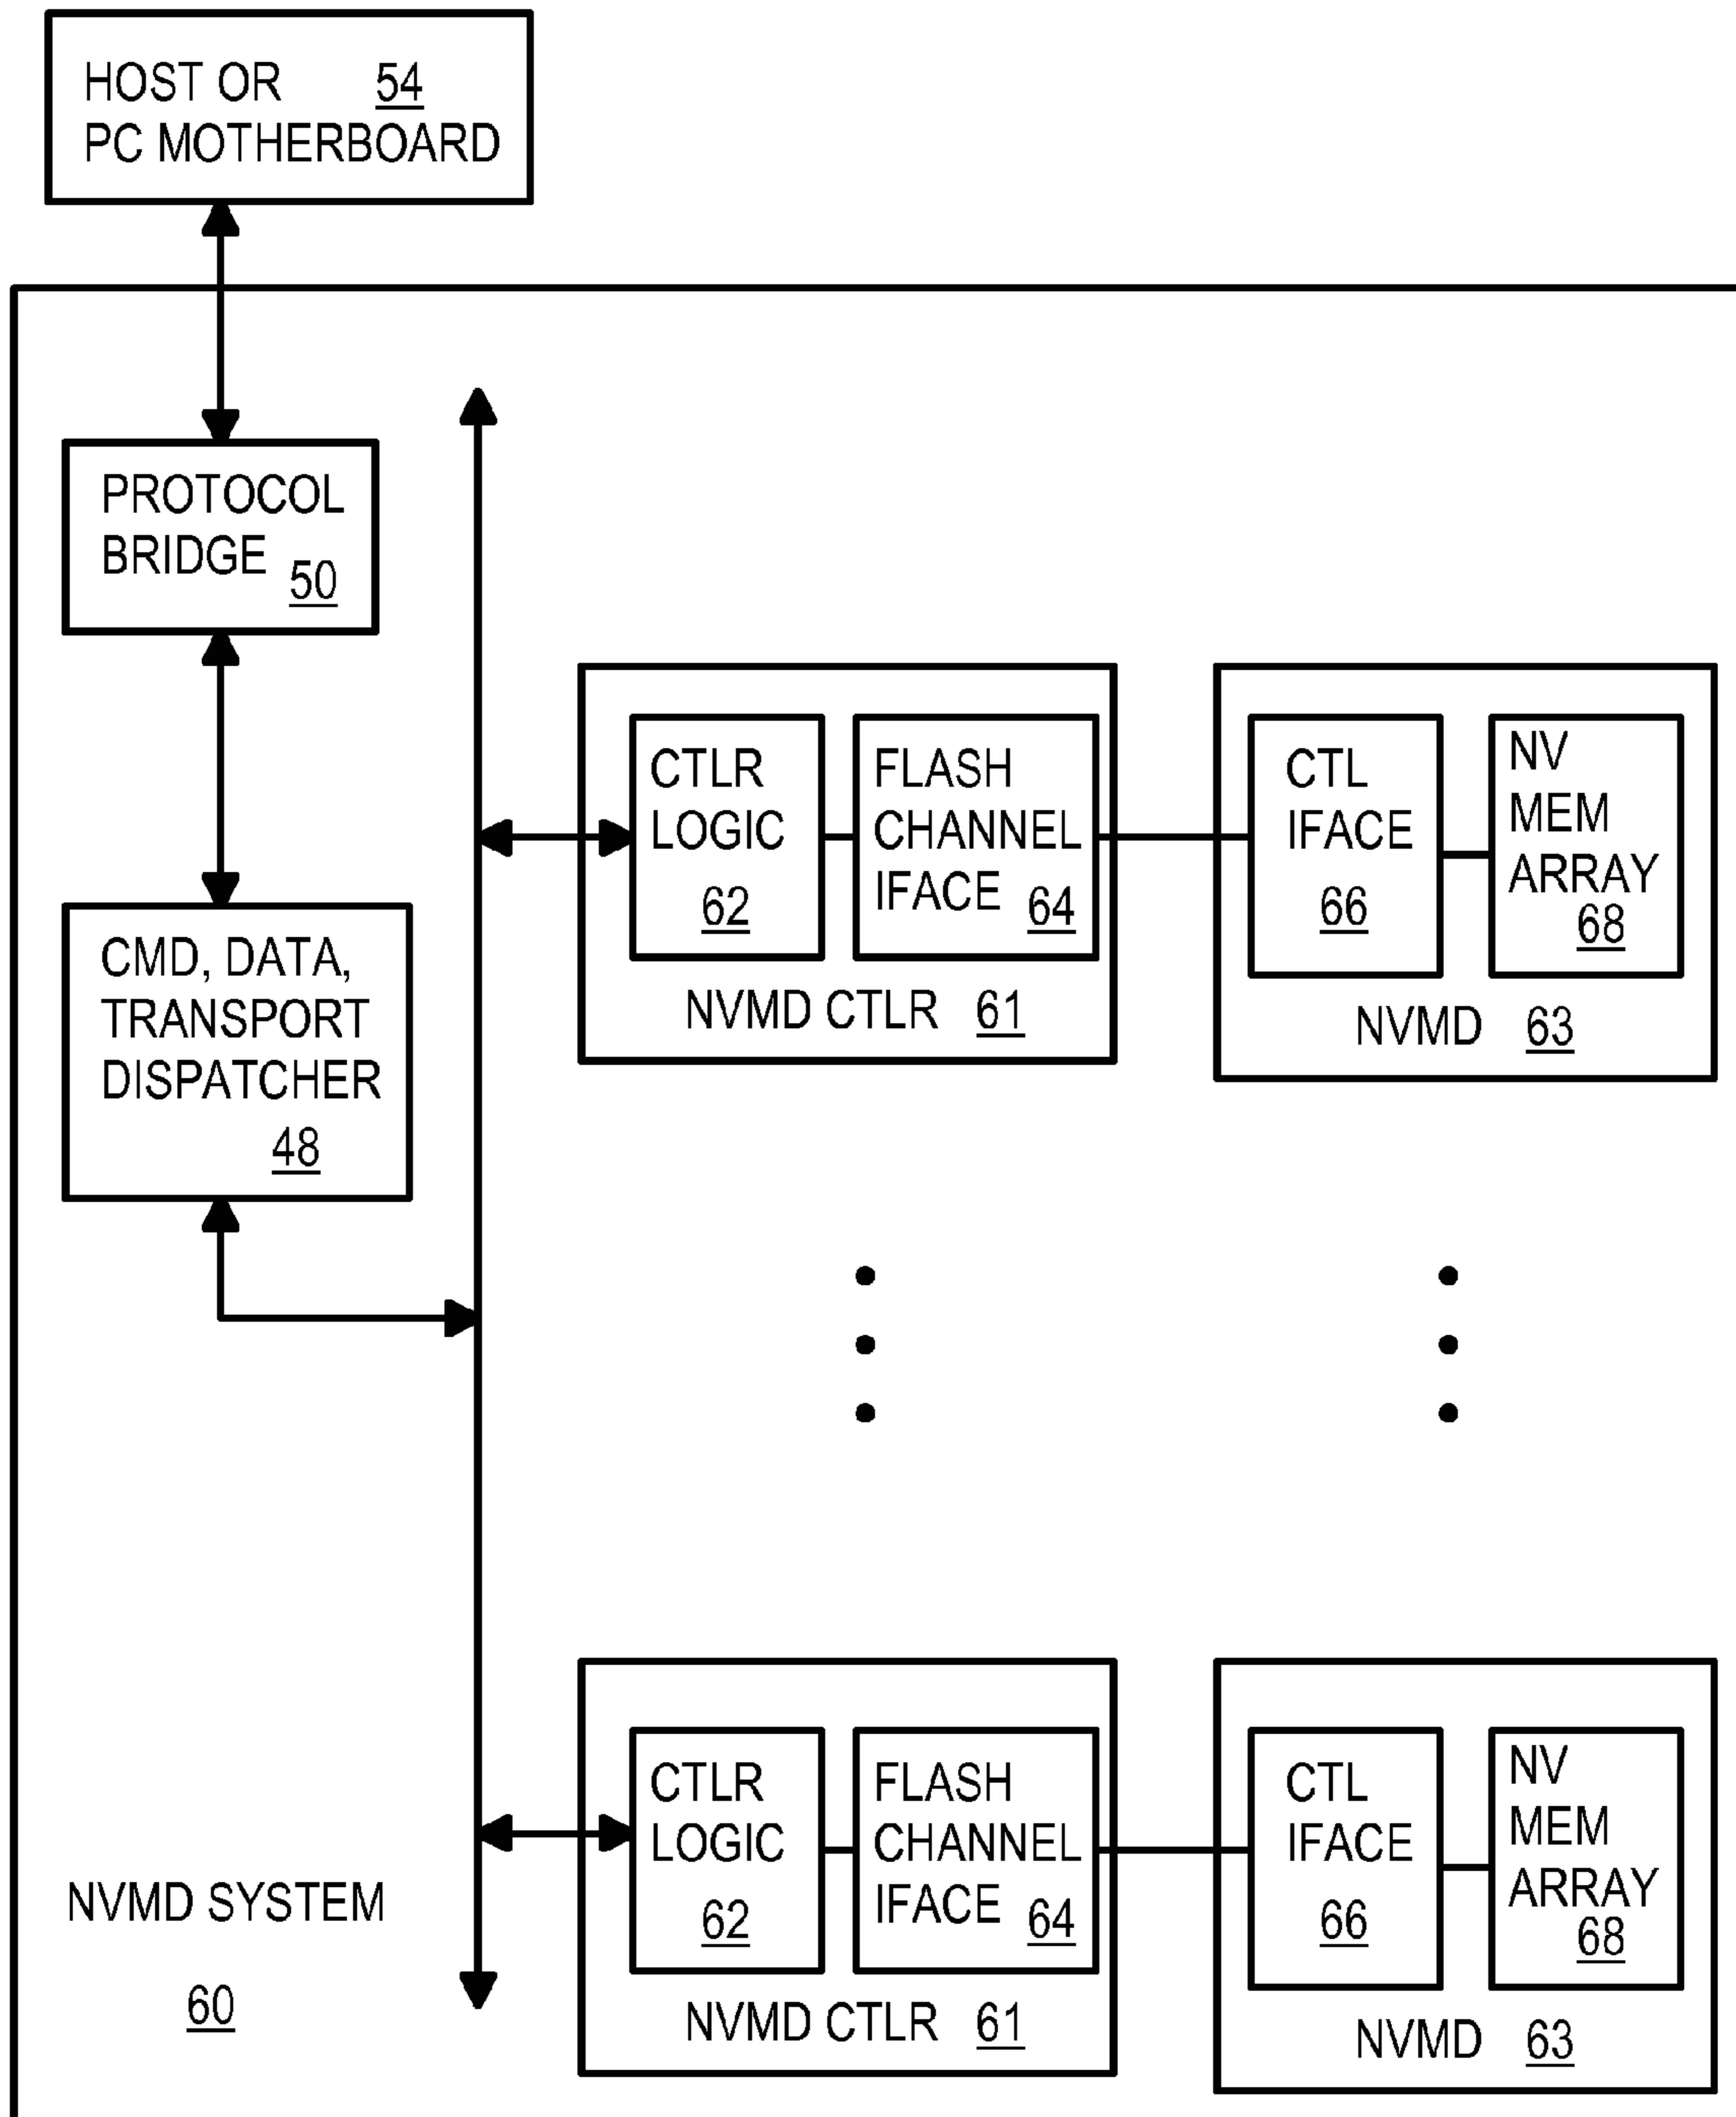 HOST OR 54
PC MOTHERBOARD
PROTOCOL
BRIDGE 50
CMD, DATA,
TRANSPORT
DISPATCHER
48
CTLR
LOGIC
62
FLASH
CHANNEL
IFACE 64
NVMD CTLR 61
CTL
IFACE
66
NV
MEM
ARRAY
68
NVMD 63
CTLR
LOGIC
62
FLASH
CHANNEL
IFACE 64
NVMD CTLR 61
CTL
IFACE
66
NV
MEM
ARRAY
68
NVMD 63
NVMD SYSTEM
60